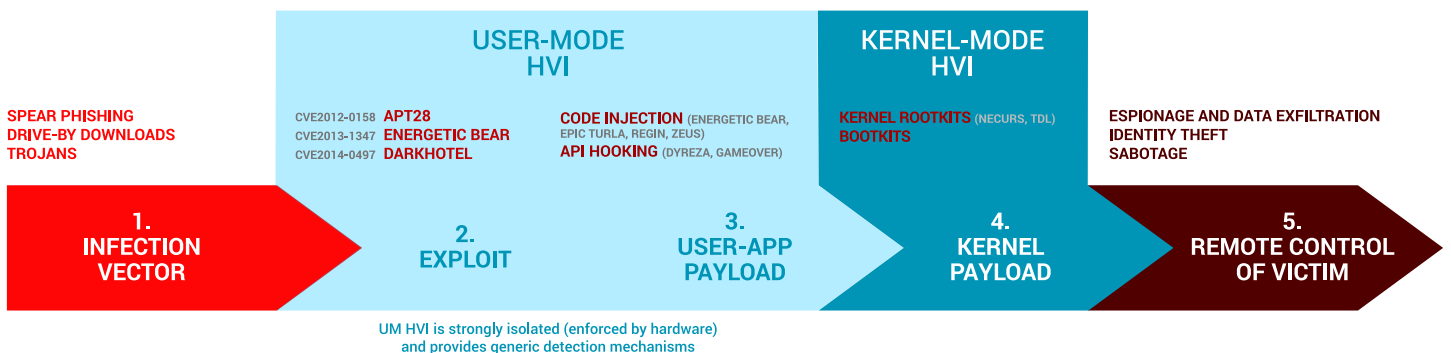 USER-MODE
HVI
KERNEL-MODE
HVI
SPEAR PHISHING
DRIVE-BY DOWNLOADS
TROJANS
CVE2012-0158 APT28
CVE2013-1347 ENERGETIC BEAR
CVE2014-0497 DARKHOTEL
CODE INJECTION (ENERGETIC BEAR,
EPIC TURLA, REGIN, ZEUS)
API HOOKING (DYREZA, GAMEOVER)
KERNEL ROOTKITS (NECURS, TDL)
BOOTKITS
ESPIONAGE AND DATA EXFILTRATION
IDENTITY THEFT
SABOTAGE
1.
INFECTION
VECTOR
2.
EXPLOIT
3.
USER-APP
PAYLOAD
4.
KERNEL
PAYLOAD
5.
REMOTE CONTROL
OF VICTIM
UM HVI is strongly isolated (enforced by hardware)
and provides generic detection mechanisms